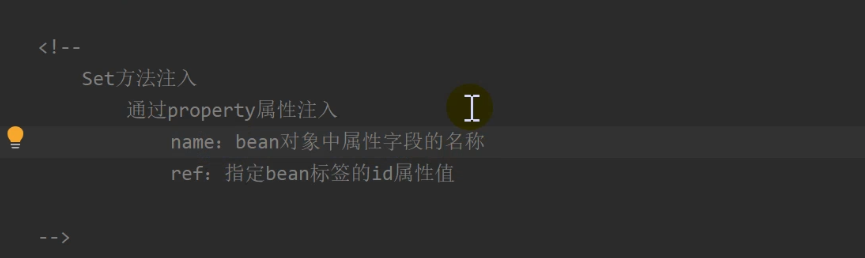 <!--
Set方法注入
通过property属性注入
name：bean对象中属性字段的名称
ref：指定bean标签的id属性值
-->